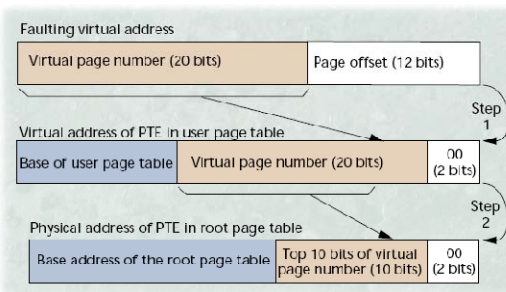 Faulting virtual address
Virtual page number (20 bits)
Page offset (12 bits)
Step
1
Virtual address of PTE in user page table
Base of user page table
Virtual page number (20 bits)
00
(2 bits)
Step
2
Physical address of PTE in root page table
Base address of the root page table
Top 10 bits of virtual
page number (10 bits)
00
(2 bits)